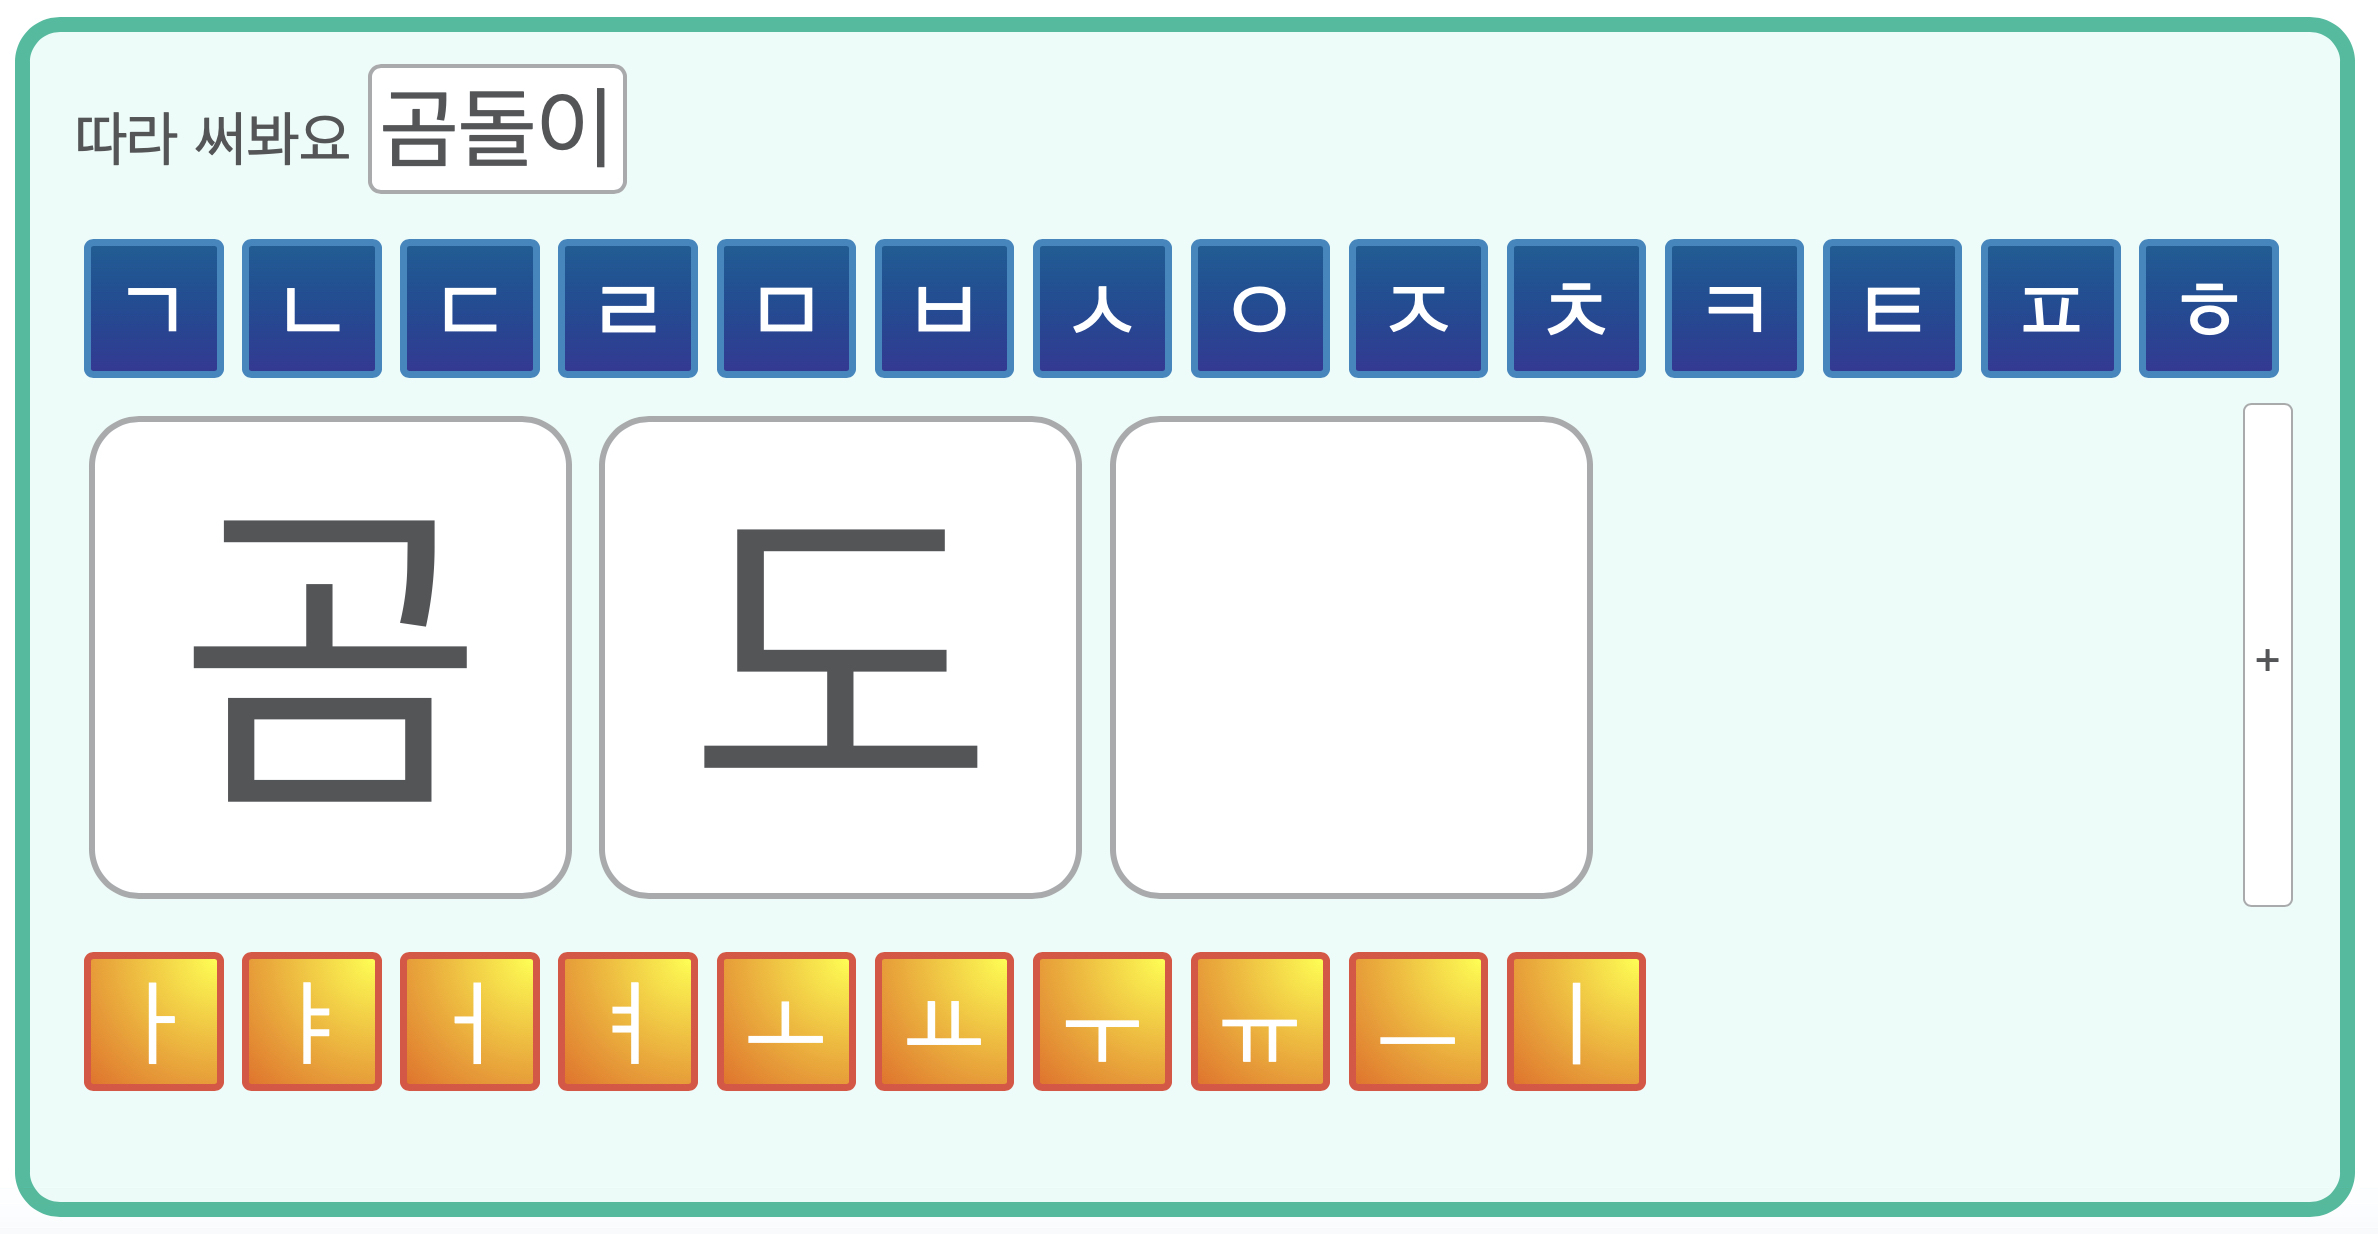 따라 써봐요 곰돌이
ㄱ ㄴ ㄷ ㄹ ㅁ ㅂ ㅅ ㅇ ㅈ ㅊ ㅋ ㅌ ㅍ ㅎ
곰 도
+
ㅏ ㅑ ㅓ ㅕ ㅗ ㅛ ㅜ ㅠ ㅡ ㅣ